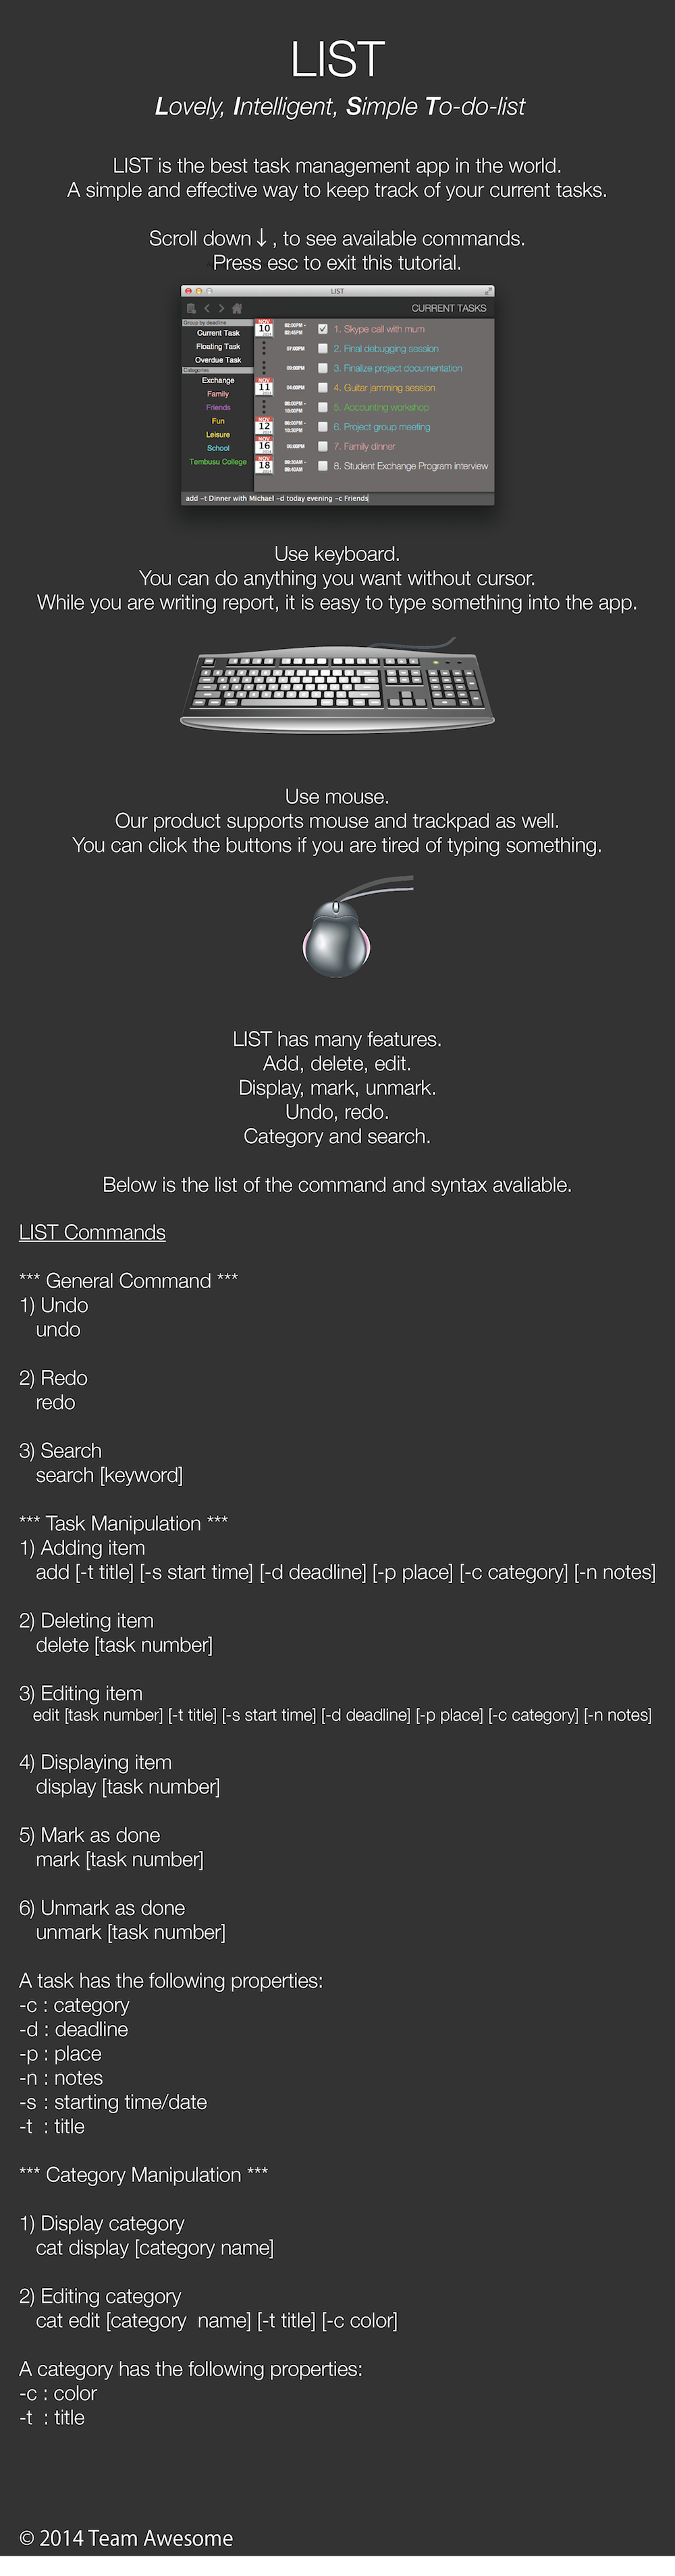 LIST
Lovely, Intelligent, Simple To-do-list
LIST is the best task management app in the world.
A simple and effective way to keep track of your current tasks.
Scroll down ↓ , to see available commands.
Press esc to exit this tutorial.
LIST
CURRENT TASKS
Group by deadline
Current Task
Floating Task
Overdue Task
Categories
Exchange
Family
Friends
Fun
Leisure
School
Tembusu College
NOV 10 02:00PM - 02:45PM 1. Skype call with mum
07:00PM 2. Final debugging session
09:00PM 3. Finalize project documentation
NOV 11 04:00PM 4. Guitar jamming session
08:00PM - 10:00PM 5. Accounting workshop
NOV 12 08:00PM - 10:30PM 6. Project group meeting
NOV 16 06:00PM 7. Family dinner
NOV 18 09:30AM - 09:40AM 8. Student Exchange Program interview
add -t Dinner with Michael -d today evening -c Friends
Use keyboard.
You can do anything you want without cursor.
While you are writing report, it is easy to type something into the app.
Use mouse.
Our product supports mouse and trackpad as well.
You can click the buttons if you are tired of typing something.
LIST has many features.
Add, delete, edit.
Display, mark, unmark.
Undo, redo.
Category and search.
Below is the list of the command and syntax avaliable.
LIST Commands
*** General Command ***
1) Undo
undo
2) Redo
redo
3) Search
search [keyword]
*** Task Manipulation ***
1) Adding item
add [-t title] [-s start time] [-d deadline] [-p place] [-c category] [-n notes]
2) Deleting item
delete [task number]
3) Editing item
edit [task number] [-t title] [-s start time] [-d deadline] [-p place] [-c category] [-n notes]
4) Displaying item
display [task number]
5) Mark as done
mark [task number]
6) Unmark as done
unmark [task number]
A task has the following properties:
-c : category
-d : deadline
-p : place
-n : notes
-s : starting time/date
-t : title
*** Category Manipulation ***
1) Display category
cat display [category name]
2) Editing category
cat edit [category name] [-t title] [-c color]
A category has the following properties:
-c : color
-t : title
© 2014 Team Awesome